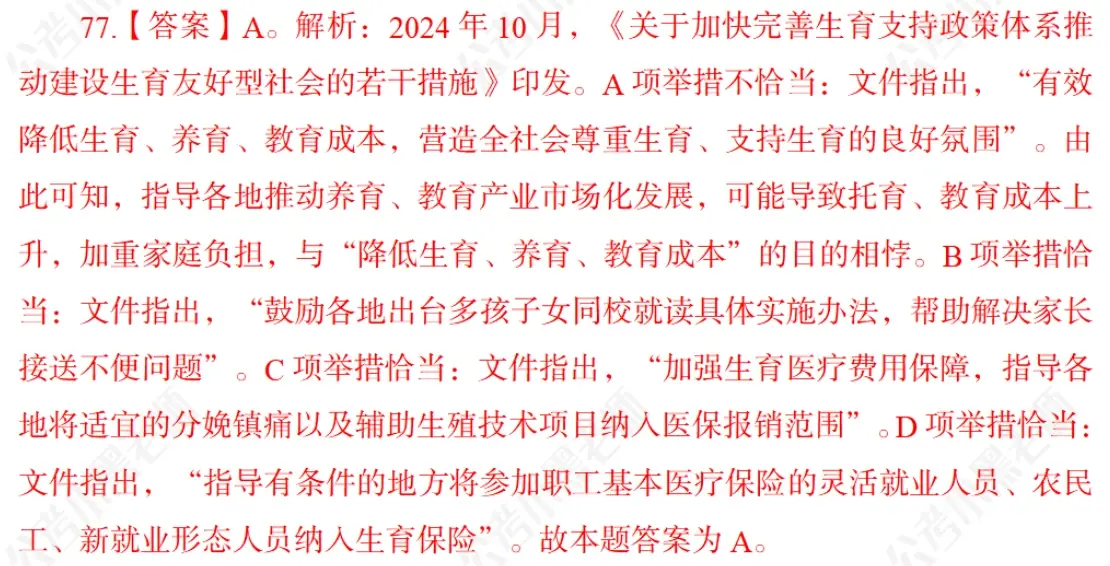 77.【答案】A。解析：2024 年 10 月，《关于加快完善生育支持政策体系推
动建设生育友好型社会的若干措施》印发。A 项举措不恰当：文件指出，“有效
降低生育、养育、教育成本，营造全社会尊重生育、支持生育的良好氛围”。由
此可知，指导各地推动养育、教育产业市场化发展，可能导致托育、教育成本上
升，加重家庭负担，与“降低生育、养育、教育成本”的目的相悖。B 项举措恰
当：文件指出，“鼓励各地出台多孩子女同校就读具体实施办法，帮助解决家长
接送不便问题”。C 项举措恰当：文件指出，“加强生育医疗费用保障，指导各
地将适宜的分娩镇痛以及辅助生殖技术项目纳入医保报销范围”。D 项举措恰当：
文件指出，“指导有条件的地方将参加职工基本医疗保险的灵活就业人员、农民
工、新就业形态人员纳入生育保险”。故本题答案为 A。